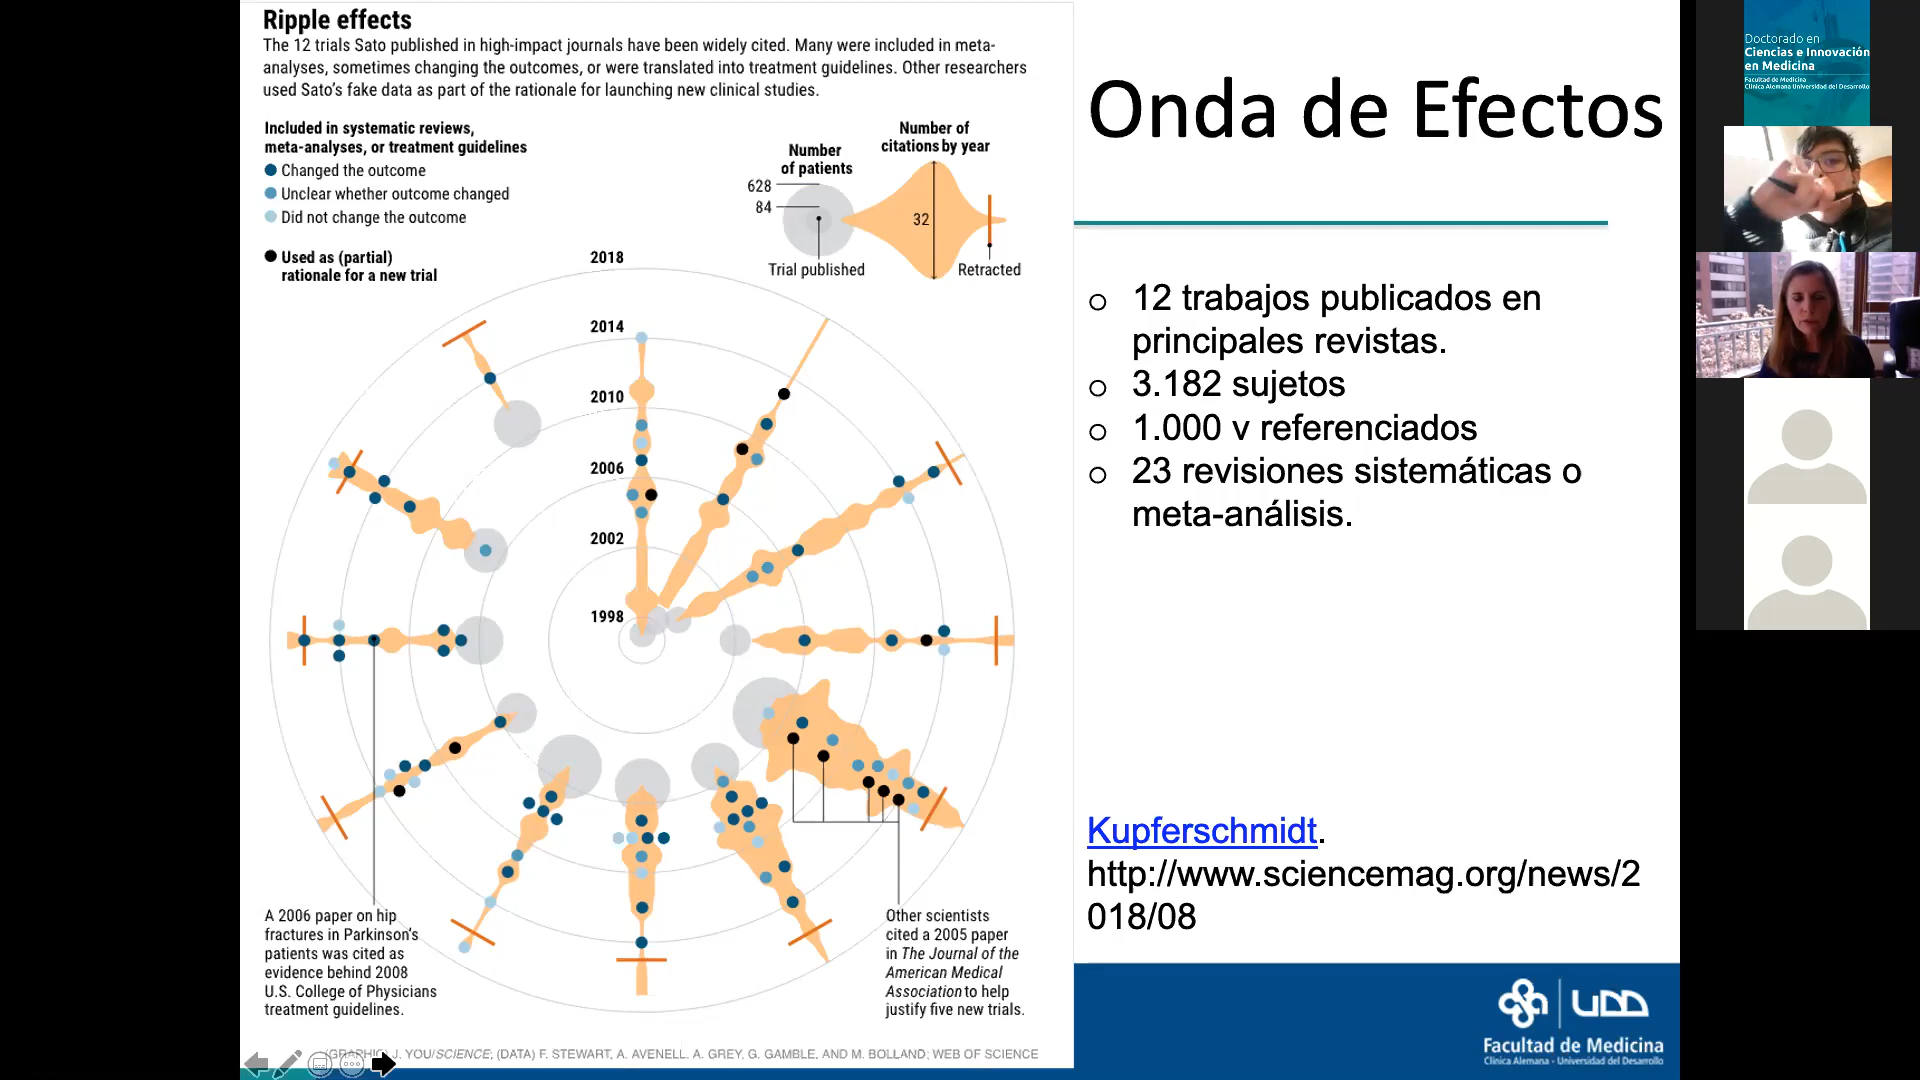 Ripple effects
The 12 trials Sato published in high-impact journals have been widely cited. Many were included in meta-
analyses, sometimes changing the outcomes, or were translated into treatment guidelines. Other researchers
used Sato's fake data as part of the rationale for launching new clinical studies.
Included in systematic reviews,
meta-analyses, or treatment guidelines
Changed the outcome
Unclear whether outcome changed
Did not change the outcome
Used as (partial)
rationale for a new trial
Number
of patients
628
84
Trial published
Number of
citations by year
32
Retracted
2018
2014
2010
2006
2002
1998
A 2006 paper on hip
fractures in Parkinson's
patients was cited as
evidence behind 2008
U.S. College of Physicians
treatment guidelines.
Other scientists
cited a 2005 paper
in The Journal of the
American Medical
Association to help
justify five new trials.
(GRAPHIC) J. YOU/SCIENCE; (DATA) F. STEWART, A. AVENELL. A. GREY, G. GAMBLE, AND M. BOLLAND; WEB OF SCIENCE
Onda de Efectos
12 trabajos publicados en
principales revistas.
3.182 sujetos
1.000 v referenciados
23 revisiones sistemáticas o
meta-análisis.
Kupferschmidt.
http://www.sciencemag.org/news/2
018/08
UDD
Facultad de Medicina
Clínica Alemana - Universidad del Desarrollo
Doctorado en
Ciencias e Innovación
en Medicina
Facultad de Medicina
Clínica Alemana Universidad del Desarrollo